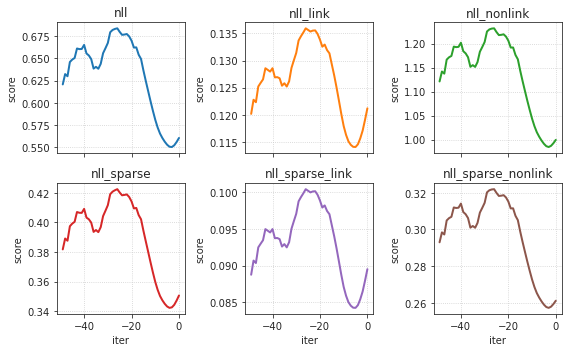 nll
nll_link
nll_nonlink
score
0.675
0.650
0.625
0.600
0.575
0.550
score
0.135
0.130
0.125
0.120
0.115
score
1.20
1.15
1.10
1.05
1.00
nll_sparse
nll_sparse_link
nll_sparse_nonlink
score
0.42
0.40
0.38
0.36
0.34
−40
−20
0
iter
score
0.100
0.095
0.090
0.085
−40
−20
0
iter
score
0.32
0.30
0.28
0.26
−40
−20
0
iter